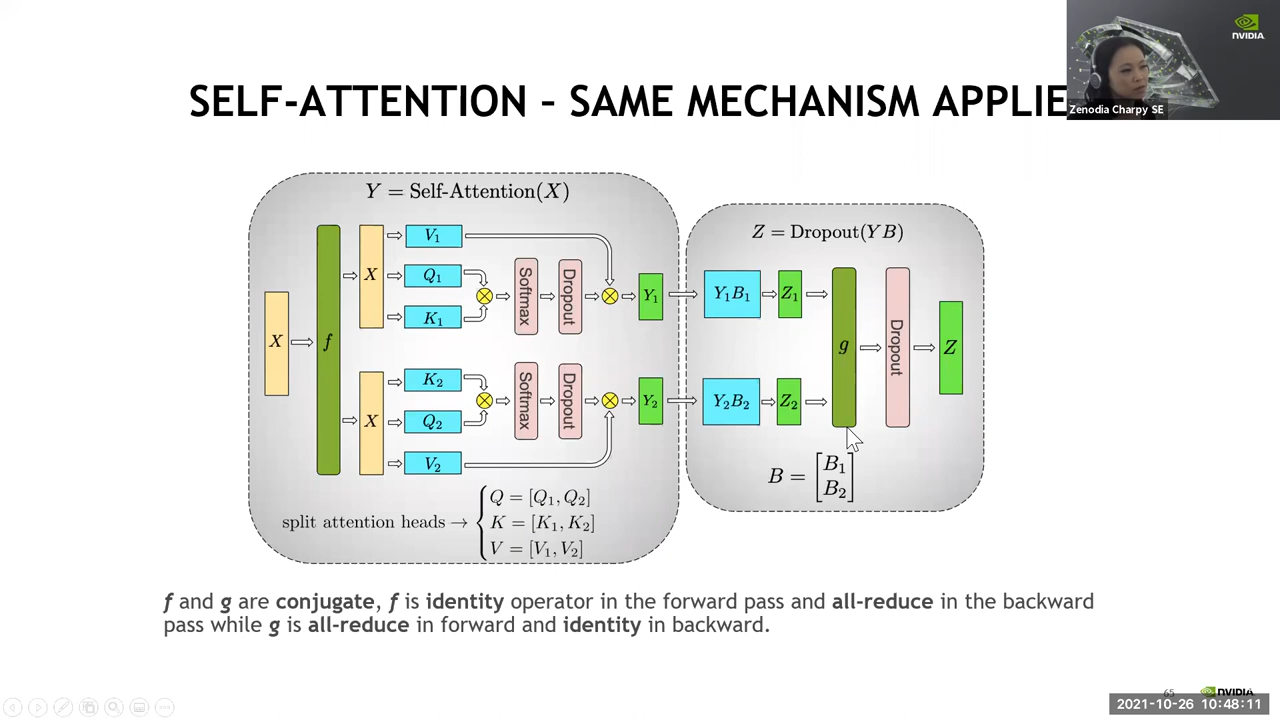 NVIDIA
Zenodia Charpy SE
SELF-ATTENTION – SAME MECHANISM APPLIE
Y = Self-Attention(X)
Z = Dropout(Y B)
X
f
X
V₁
Q₁
K₁
Softmax
Dropout
Y₁
X
K₂
Q₂
V₂
Softmax
Dropout
Y₂
Y₁B₁
Z₁
Y₂B₂
Z₂
g
Dropout
Z
B = [B₁
B₂]
split attention heads → { Q = [Q₁, Q₂]
K = [K₁, K₂]
V = [V₁, V₂]
f and g are conjugate, f is identity operator in the forward pass and all-reduce in the backward
pass while g is all-reduce in forward and identity in backward.
65
NVIDIA
2021-10-26 10:48:11